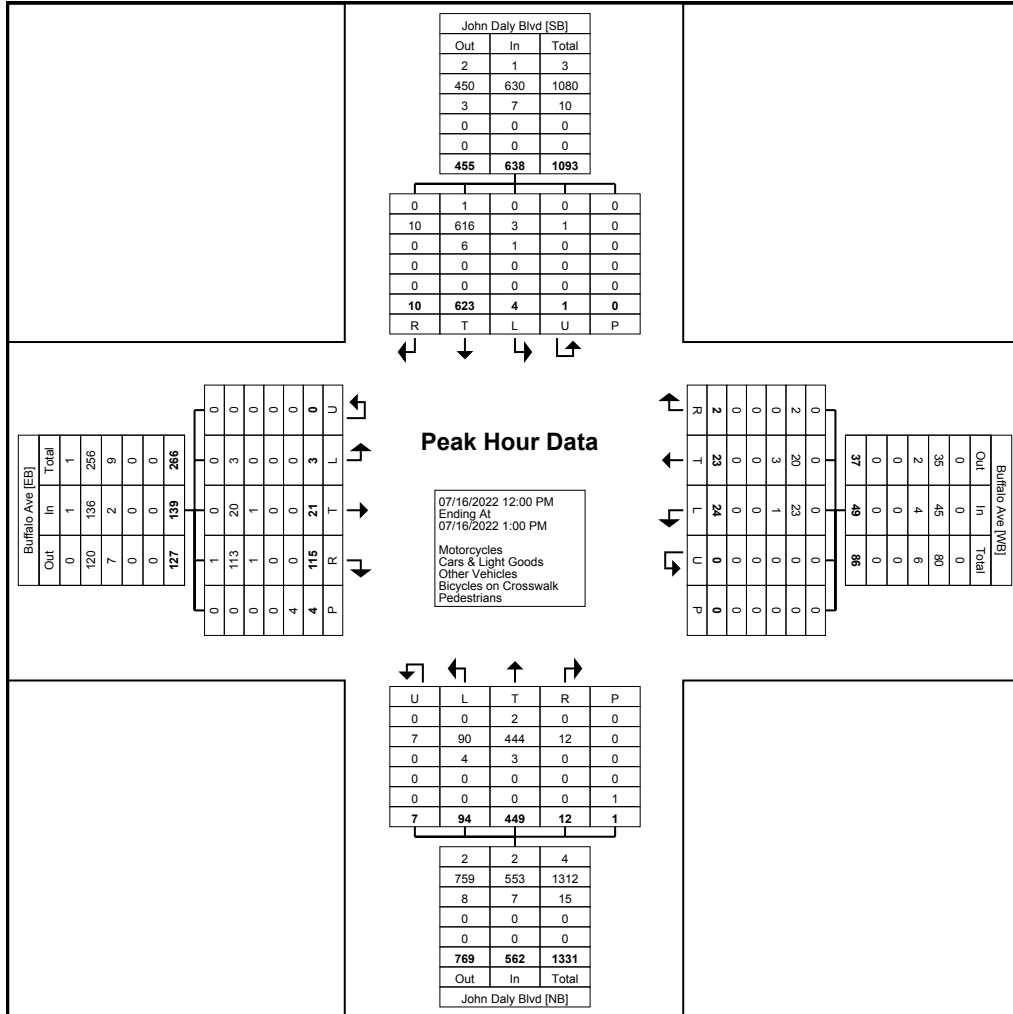 John Daly Blvd [SB]
Out In Total
2 1 3
450 630 1080
3 7 10
0 0 0
0 0 0
455 638 1093
0 1 0 0 0
10 616 3 1 0
0 6 1 0 0
0 0 0 0 0
0 0 0 0 0
10 623 4 1 0
R T L U P
Buffalo Ave [EB]
Total In Out
1 1 0
256 136 120
9 2 7
0 0 0
0 0 0
266 139 127
0 0 0 1 0
0 3 20 113 0
0 0 1 1 0
0 0 0 0 0
0 0 0 0 4
0 3 21 115 4
U L T R P
Peak Hour Data
07/16/2022 12:00 PM
Ending At
07/16/2022 1:00 PM
Motorcycles
Cars & Light Goods
Other Vehicles
Bicycles on Crosswalk
Pedestrians
R T L U P
2 23 24 0 0
0 0 0 0 0
0 0 0 0 0
0 3 1 0 0
2 20 23 0 0
0 0 0 0 0
Buffalo Ave [WB]
Out In Total
0 0 0
35 45 80
2 4 6
0 0 0
0 0 0
37 49 86
U L T R P
0 0 2 0 0
7 90 444 12 0
0 4 3 0 0
0 0 0 0 0
0 0 0 0 1
7 94 449 12 1
2 2 4
759 553 1312
8 7 15
0 0 0
0 0 0
769 562 1331
Out In Total
John Daly Blvd [NB]